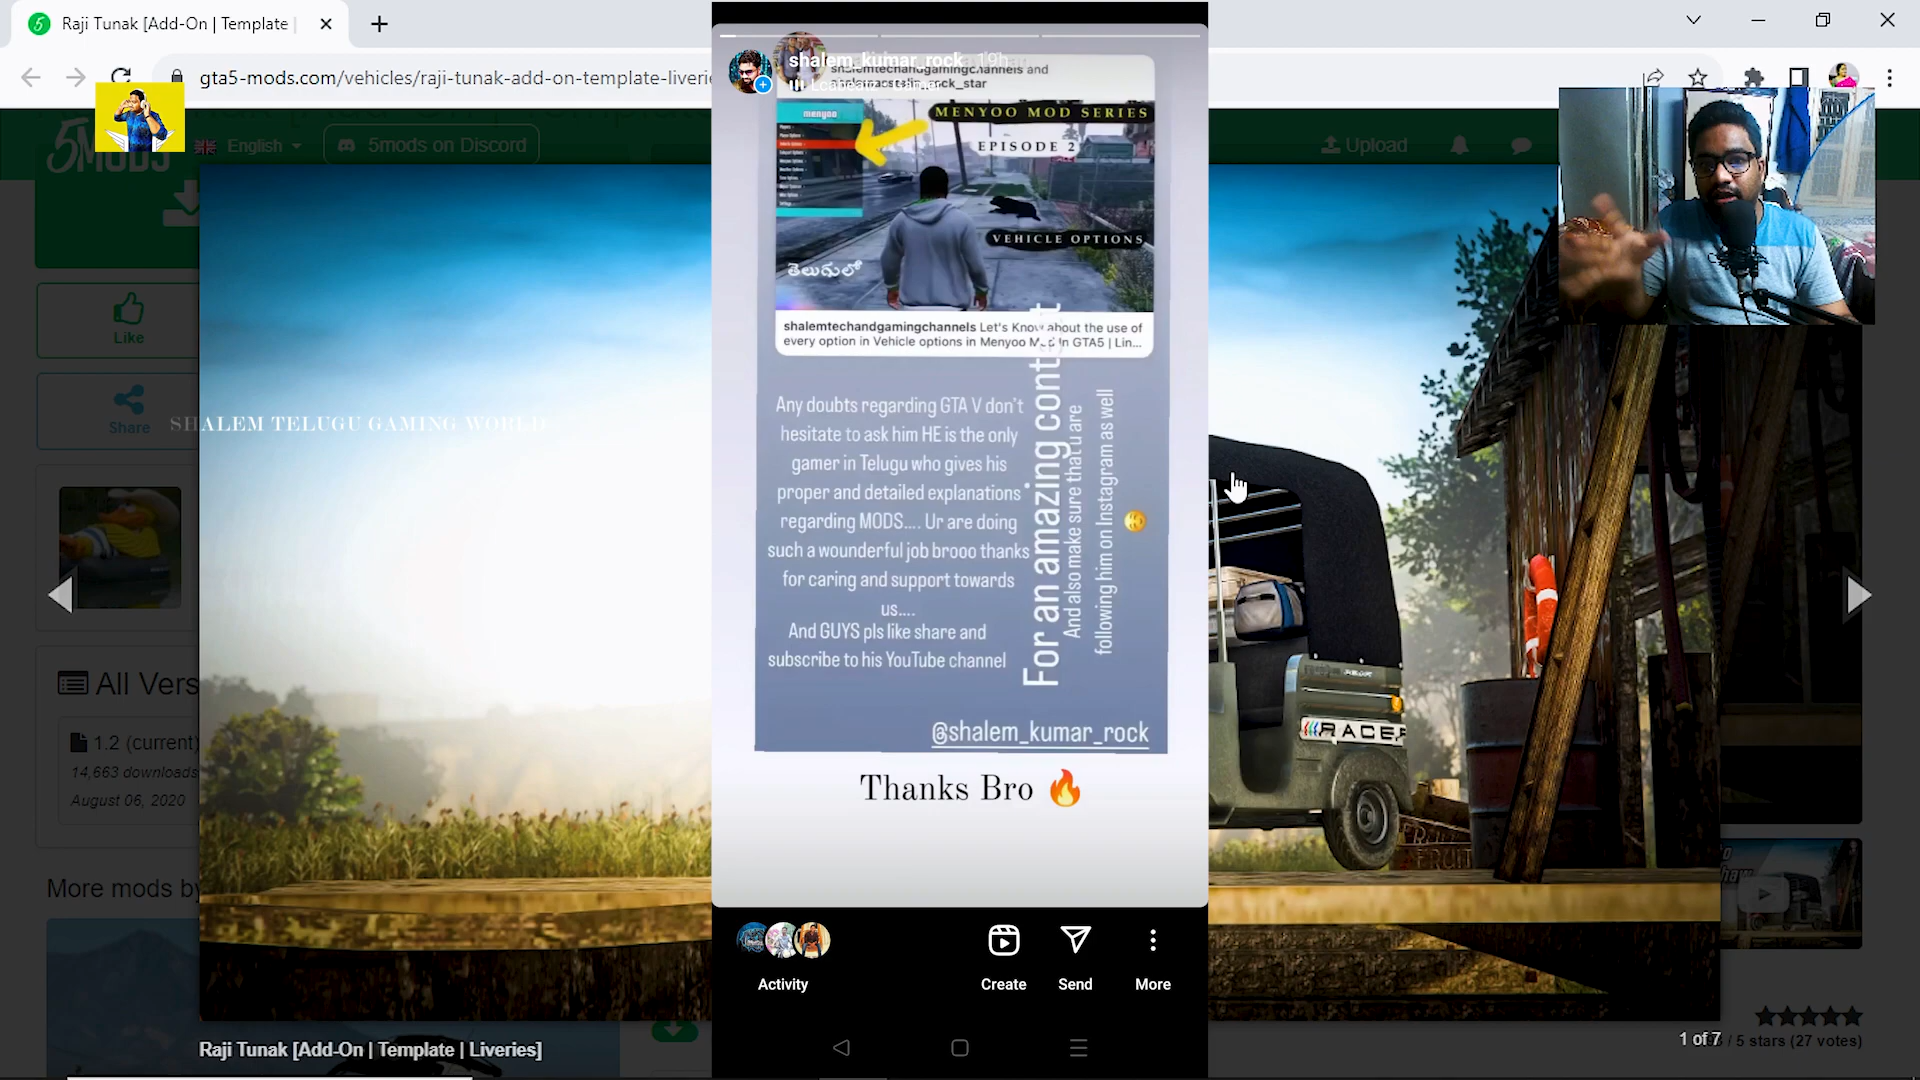 Raji Tunak [Add-On | Template |
gta5-mods.com/vehicles/raji-tunak-add-on-template-liverie
5MODS
English
5mods on Discord
Upload
Like
Share
SHALEM TELUGU GAMING WORLD
All Vers
1.2 (current)
14,663 downloads
August 06, 2020
More mods by
shalem_kumar_rock 19h
shalemtechandgamingchannels and
rock_star
menyoo
MENYOO MOD SERIES
EPISODE 2
VEHICLE OPTIONS
తెలుగులో
shalemtechandgamingchannels Let's Know about the use of
every option in Vehicle options in Menyoo Mod In GTA5 | Lin...
Any doubts regarding GTA V don't
hesitate to ask him HE is the only
gamer in Telugu who gives his
proper and detailed explanations
regarding MODS.... Ur are doing
such a wounderful job brooo thanks
for caring and support towards
us....
And GUYS pls like share and
subscribe to his YouTube channel
For an amazing content
And also make sure that u are
following him on Instagram as well
@shalem_kumar_rock
Thanks Bro 🔥
Activity
Create
Send
More
RACER
FRUIT
Raji Tunak [Add-On | Template | Liveries]
1 of 7
/ 5 stars (27 votes)